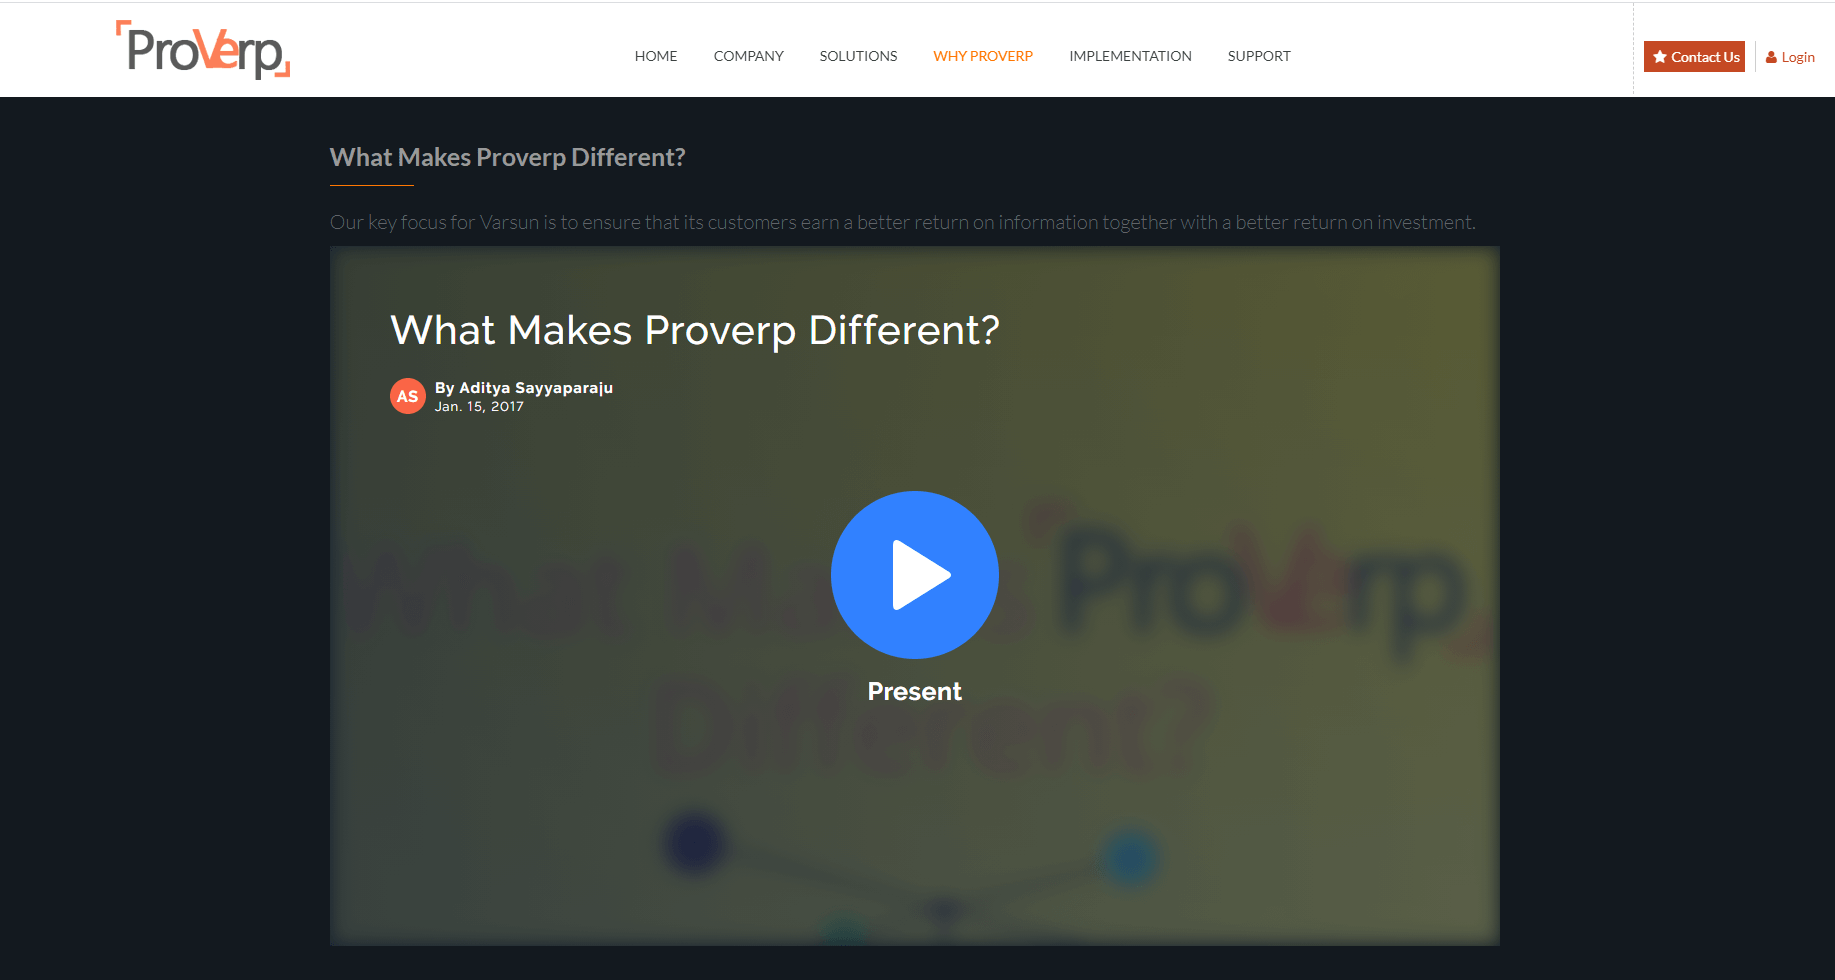 ProVerp
HOME COMPANY SOLUTIONS WHY PROVERP IMPLEMENTATION SUPPORT
Contact Us Login
What Makes Proverp Different?
Our key focus for Varsun is to ensure that its customers earn a better return on information together with a better return on investment.
What Makes Proverp Different?
AS By Aditya Sayyaparaju
Jan. 15, 2017
What Ma ProVerp
Present
Different?